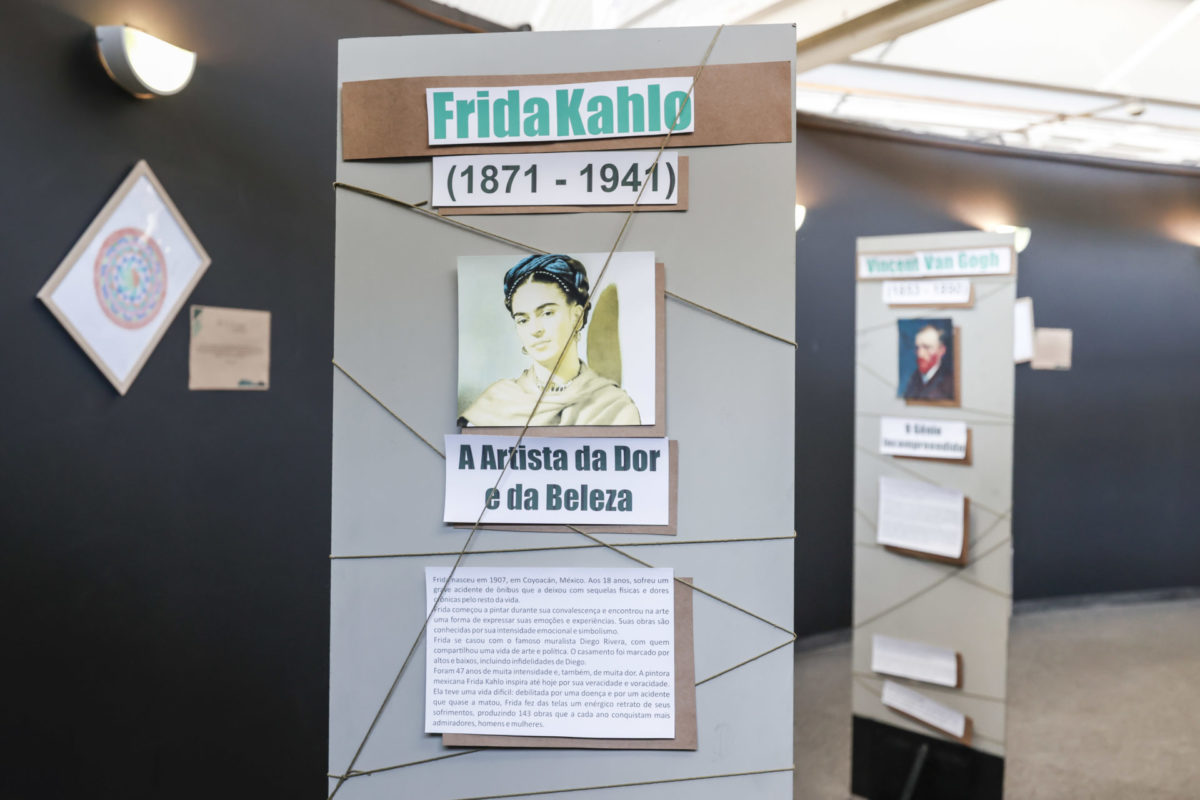 Frida Kahlo
(1871 - 1941)
A Artista da Dor
e da Beleza
Frida nasceu em 1907, em Coyoacán, México. Aos 18 anos, sofreu um
grave acidente de ônibus que a deixou com sequelas físicas e dores
crônicas pelo resto da vida.
Frida começou a pintar durante sua convalescença e encontrou na arte
uma forma de expressar suas emoções e experiências. Suas obras são
conhecidas por sua intensidade emocional e simbolismo.
Frida se casou com o famoso muralista Diego Rivera, com quem
compartilhou uma vida de arte e política. O casamento foi marcado por
altos e baixos, incluindo infidelidades de Diego.
Foram 47 anos de muita intensidade e, também, de muita dor. A pintora
mexicana Frida Kahlo inspira até hoje por sua veracidade e voracidade.
Ela teve uma vida difícil: debilitada por uma doença e por um acidente
que quase a matou, Frida fez das telas um enérgico retrato de seus
sofrimentos, produzindo 143 obras que a cada ano conquistam mais
admiradores, homens e mulheres.
Vincent Van Gogh
(1853 - 1890)
O Gênio
Incompreendido